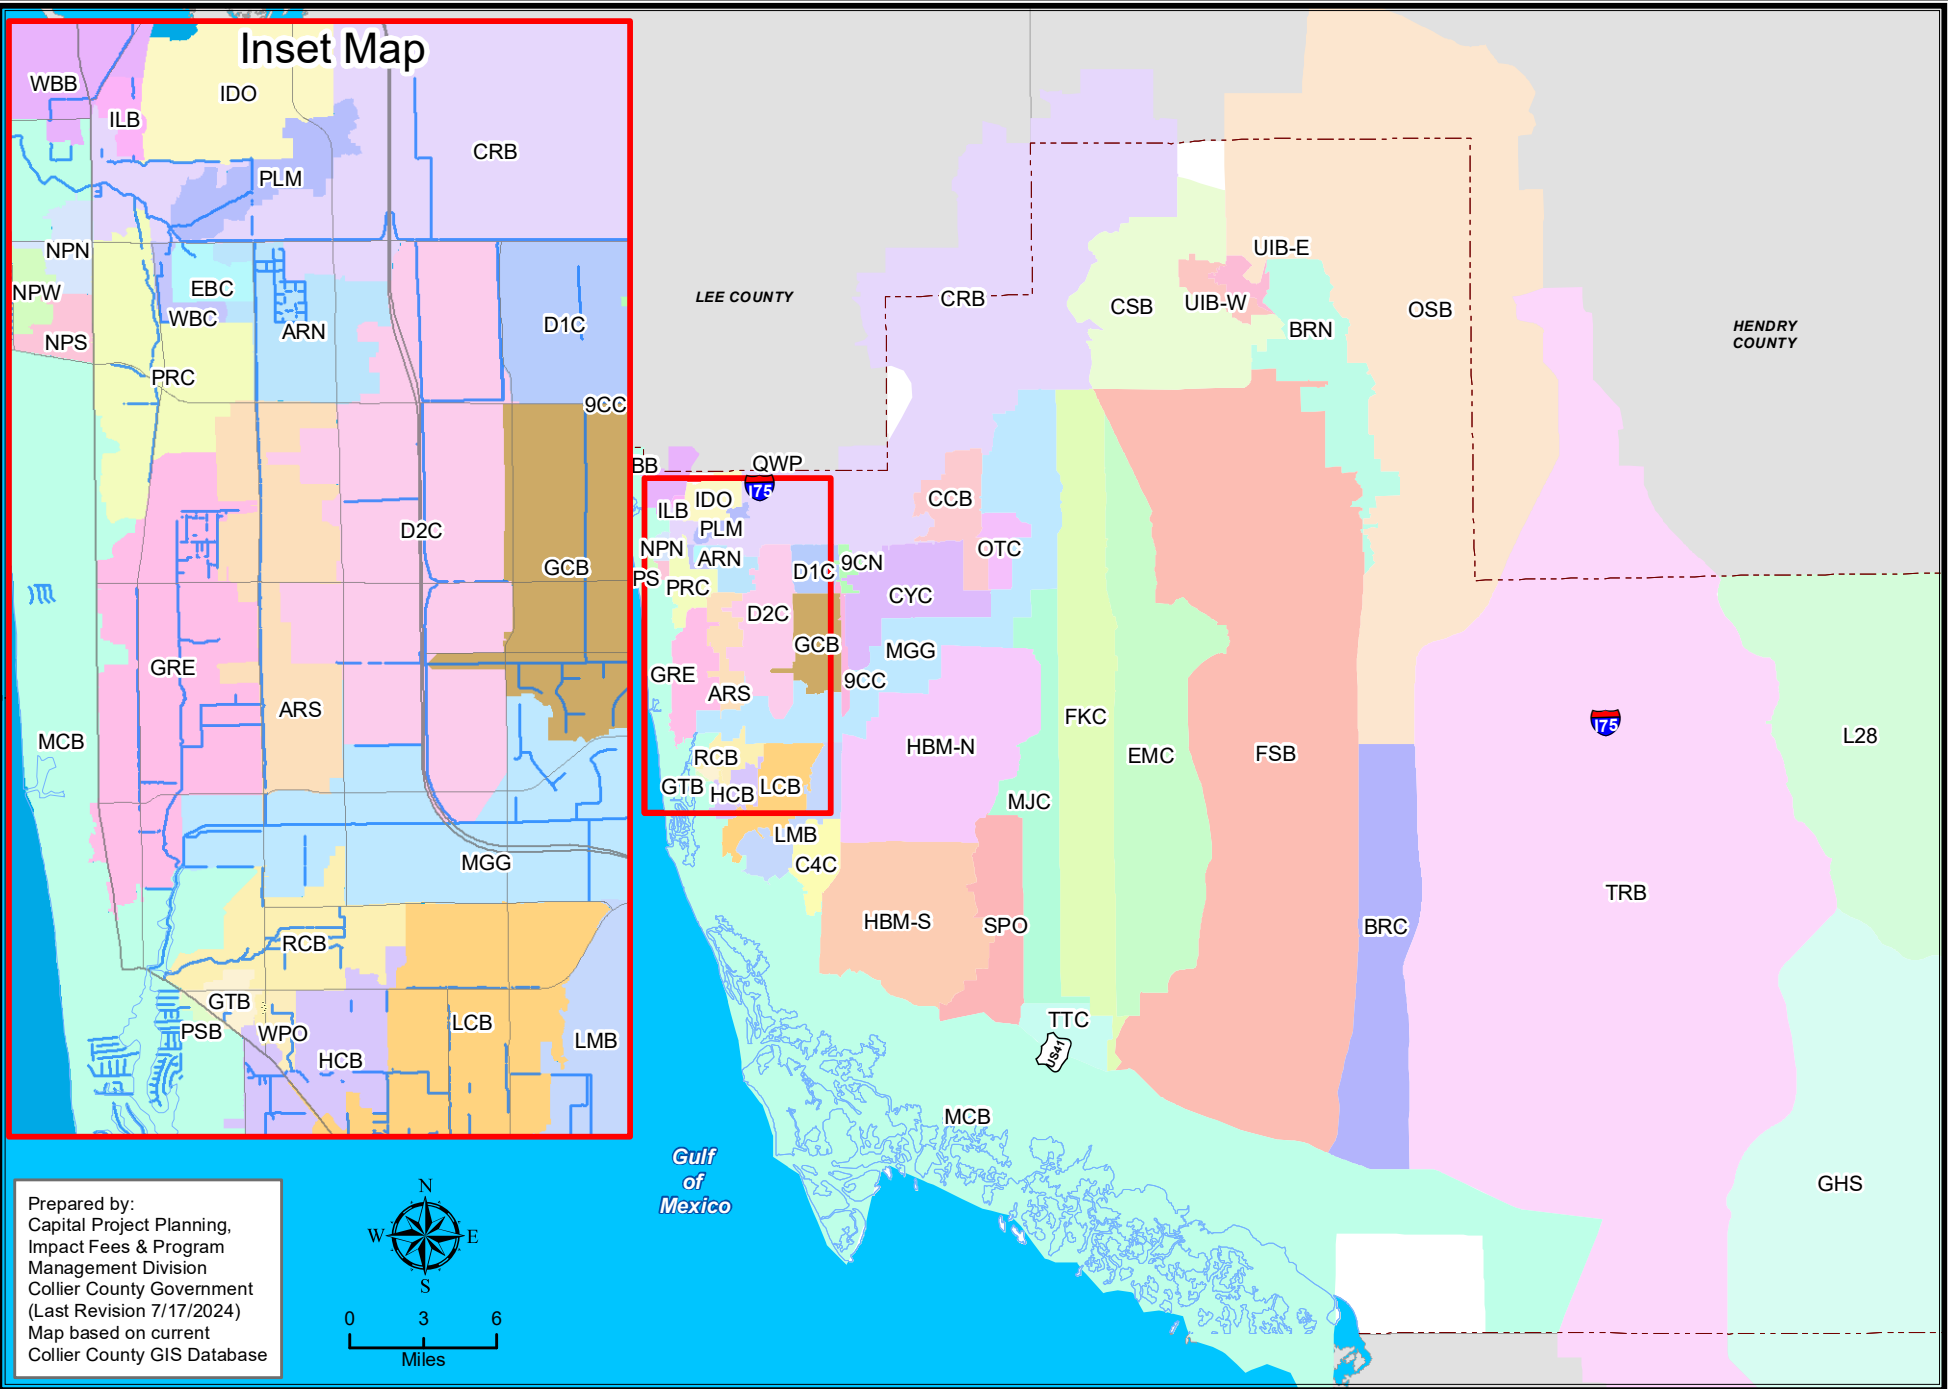 Inset Map
WBB
IDO
ILB
CRB
PLM
NPN
EBC
NPW
WBC
D1C
ARN
NPS
PRC
9CC
D2C
GCB
GRE
ARS
MCB
MGG
RCB
GTB
PSB
WPO
LCB
HCB
LMB
LEE COUNTY
HENDRY
COUNTY
CRB
CSB
UIB-E
UIB-W
BRN
OSB
BB
QWP
I75
IDO
ILB
PLM
CCB
NPN
ARN
OTC
PS
PRC
D1C
9CN
CYC
D2C
GCB
MGG
GRE
ARS
9CC
FKC
I75
L28
HBM-N
EMC
FSB
RCB
GTB
HCB
LCB
MJC
LMB
C4C
TRB
HBM-S
SPO
BRC
TTC
US41
MCB
GHS
Gulf
of
Mexico
Prepared by:
Capital Project Planning,
Impact Fees & Program
Management Division
Collier County Government
(Last Revision 7/17/2024)
Map based on current
Collier County GIS Database
N
W E
S
0 3 6
Miles